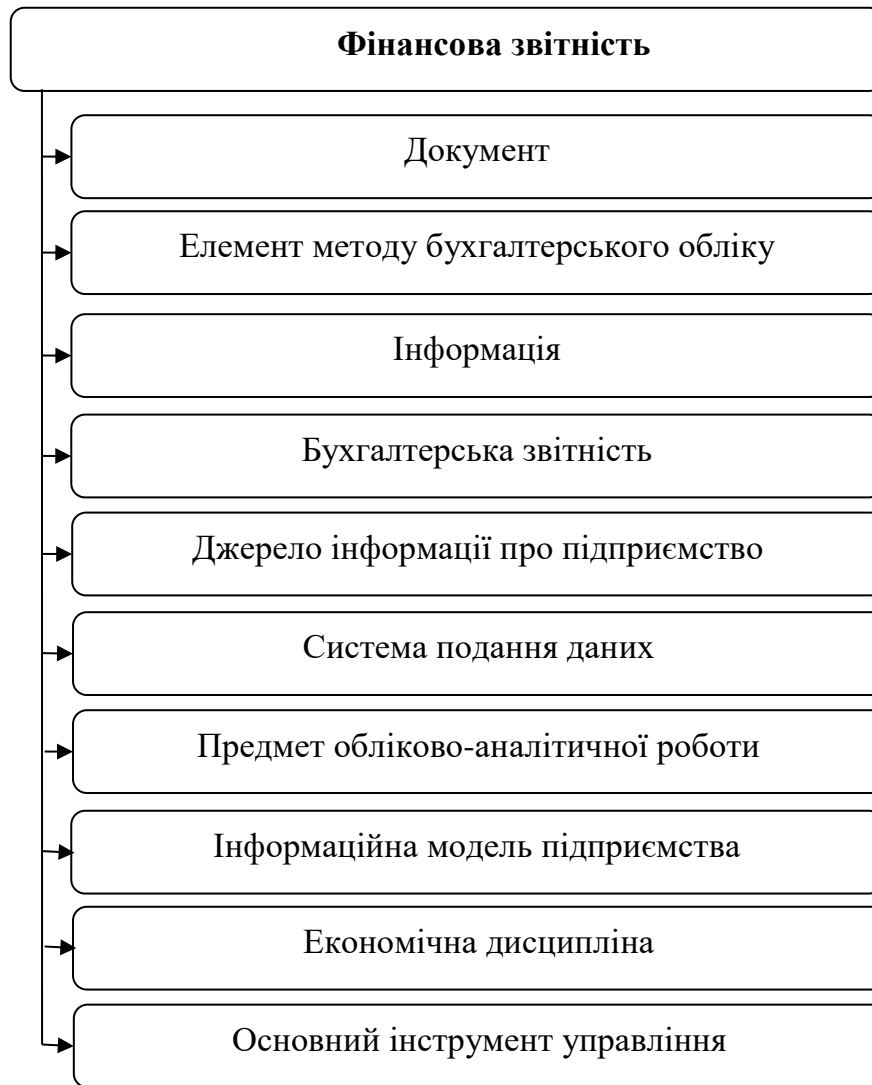 Фінансова звітність
Документ
Елемент методу бухгалтерського обліку
Інформація
Бухгалтерська звітність
Джерело інформації про підприємство
Система подання даних
Предмет обліково-аналітичної роботи
Інформаційна модель підприємства
Економічна дисципліна
Основний інструмент управління